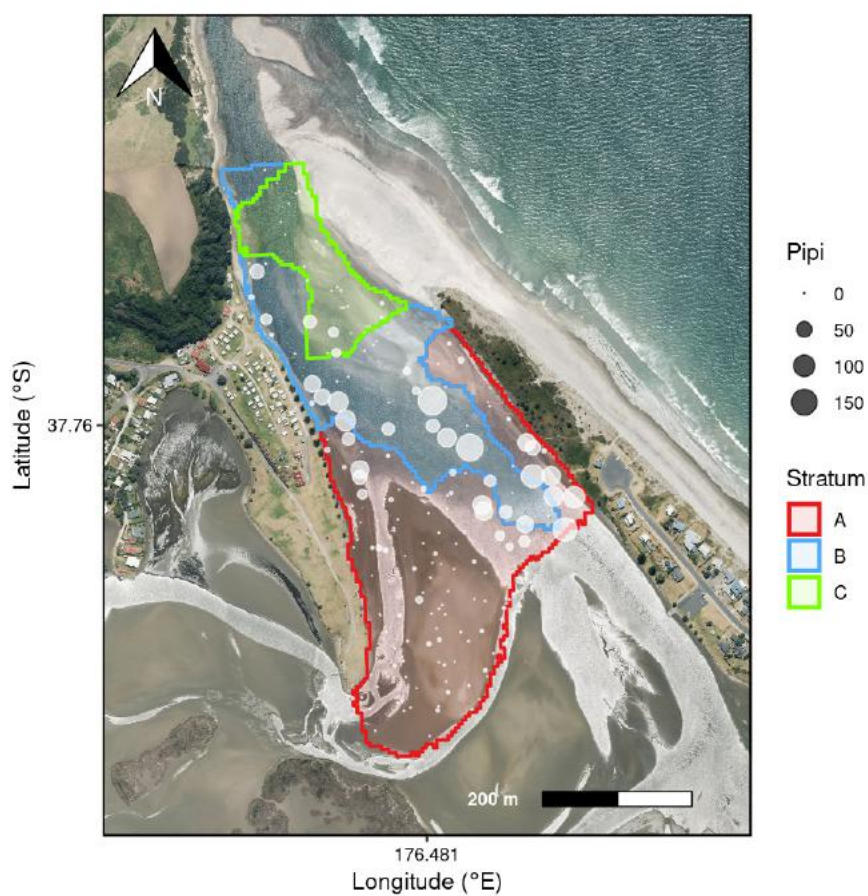 N
Latitude (°S)
37.76
200 m
176.481
Longitude (°E)
Pipi
0
50
100
150
Stratum
A
B
C